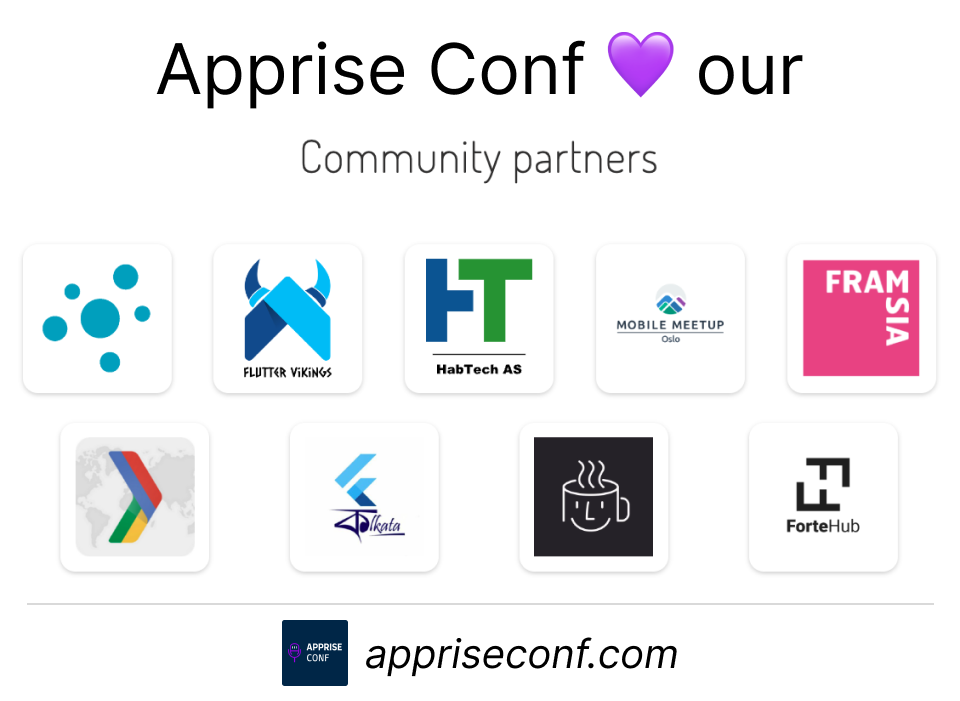 Apprise Conf 💜 our
Community partners
FLUTTER ViKiNGS
HabTech AS
MOBILE MEETUP
Oslo
FRAM
SIA
Kolkata
ForteHub
APPRISE
CONF
appriseconf.com